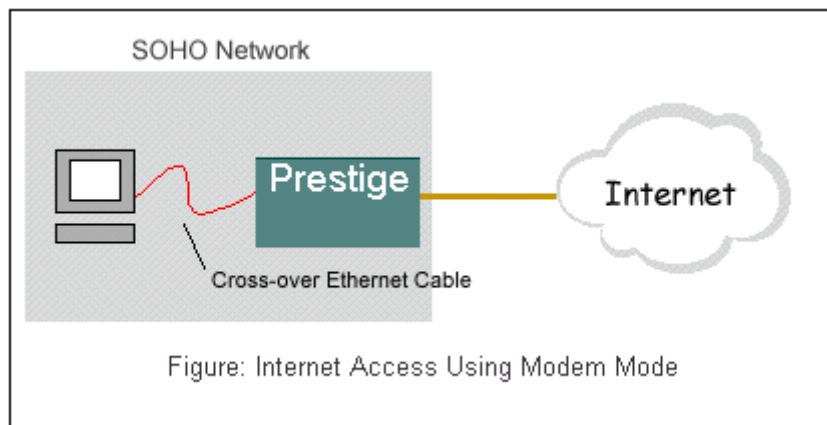 SOHO Network
Prestige
Internet
Cross-over Ethernet Cable
Figure: Internet Access Using Modem Mode